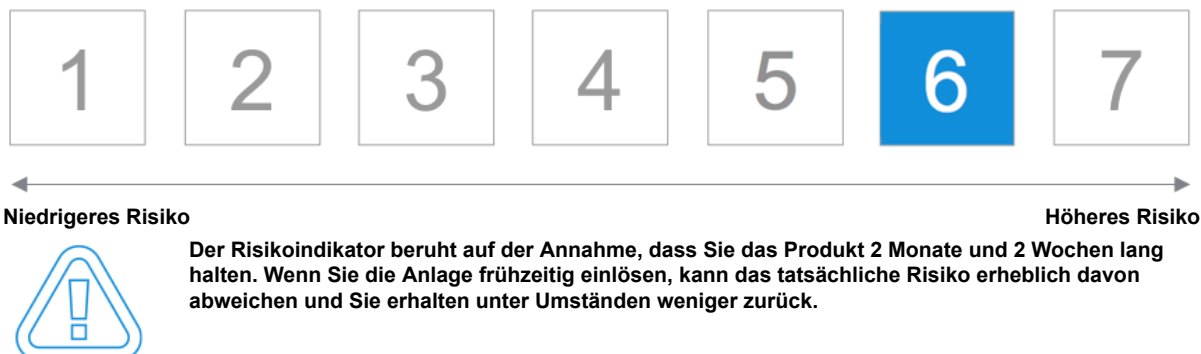 1 2 3 4 5 6 7
Niedrigeres Risiko Höheres Risiko
Der Risikoindikator beruht auf der Annahme, dass Sie das Produkt 2 Monate und 2 Wochen lang
halten. Wenn Sie die Anlage frühzeitig einlösen, kann das tatsächliche Risiko erheblich davon
abweichen und Sie erhalten unter Umständen weniger zurück.